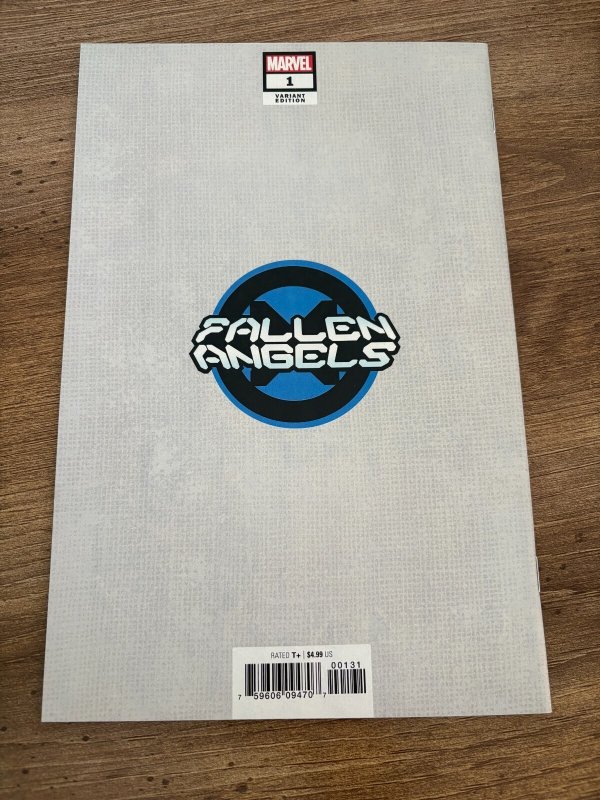 MARVEL
1
VARIANT
EDITION
FALLEN
ANGELS
RATED T+ | $4.99 US
00131
7 59606 09470 7